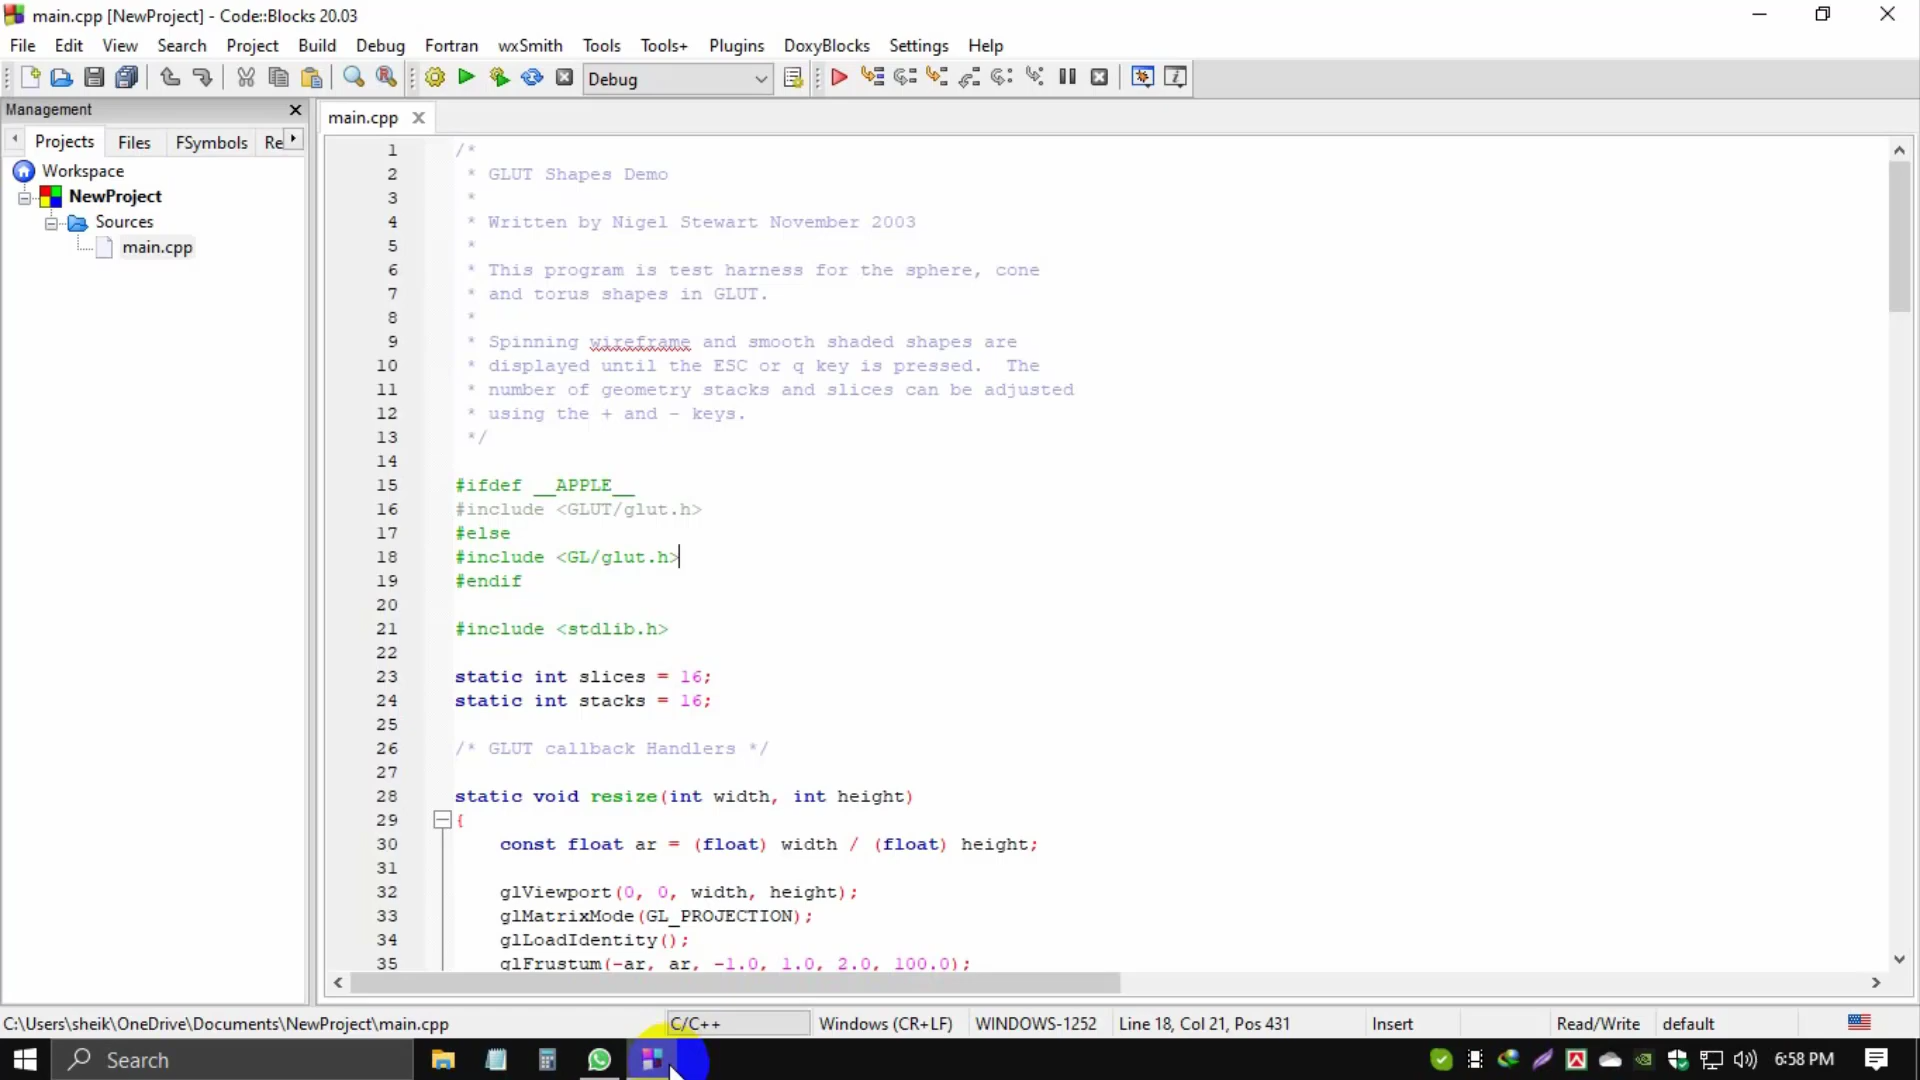 main.cpp [NewProject] - Code::Blocks 20.03
File Edit View Search Project Build Debug Fortran wxSmith Tools Tools+ Plugins DoxyBlocks Settings Help
Debug
Management
main.cpp
Projects Files FSymbols Re
Workspace
NewProject
Sources
main.cpp
1 /*
2 * GLUT Shapes Demo
3 *
4 * Written by Nigel Stewart November 2003
5 *
6 * This program is test harness for the sphere, cone
7 * and torus shapes in GLUT.
8 *
9 * Spinning wireframe and smooth shaded shapes are
10 * displayed until the ESC or q key is pressed.  The
11 * number of geometry stacks and slices can be adjusted
12 * using the + and - keys.
13 */
14
15 #ifdef __APPLE__
16 #include <GLUT/glut.h>
17 #else
18 #include <GL/glut.h>
19 #endif
20
21 #include <stdlib.h>
22
23 static int slices = 16;
24 static int stacks = 16;
25
26 /* GLUT callback Handlers */
27
28 static void resize(int width, int height)
29 {
30 const float ar = (float) width / (float) height;
31
32 glViewport(0, 0, width, height);
33 glMatrixMode(GL_PROJECTION);
34 glLoadIdentity();
35 glFrustum(-ar, ar, -1.0, 1.0, 2.0, 100.0);
C:\Users\sheik\OneDrive\Documents\NewProject\main.cpp C/C++ Windows (CR+LF) WINDOWS-1252 Line 18, Col 21, Pos 431 Insert Read/Write default
Search 6:58 PM